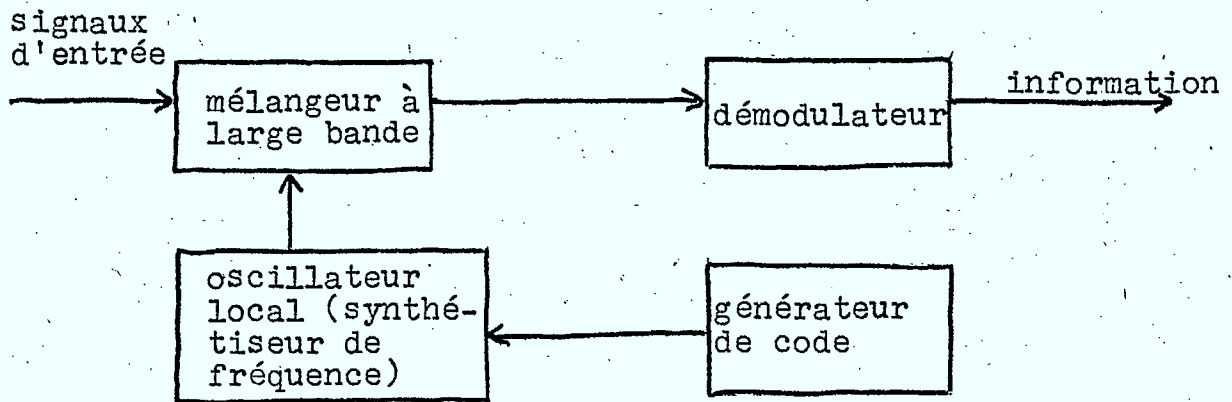 signaux
d'entrée
mélangeur à
large bande
démodulateur
information
oscillateur
local (synthé-
tiseur de
fréquence)
générateur
de code